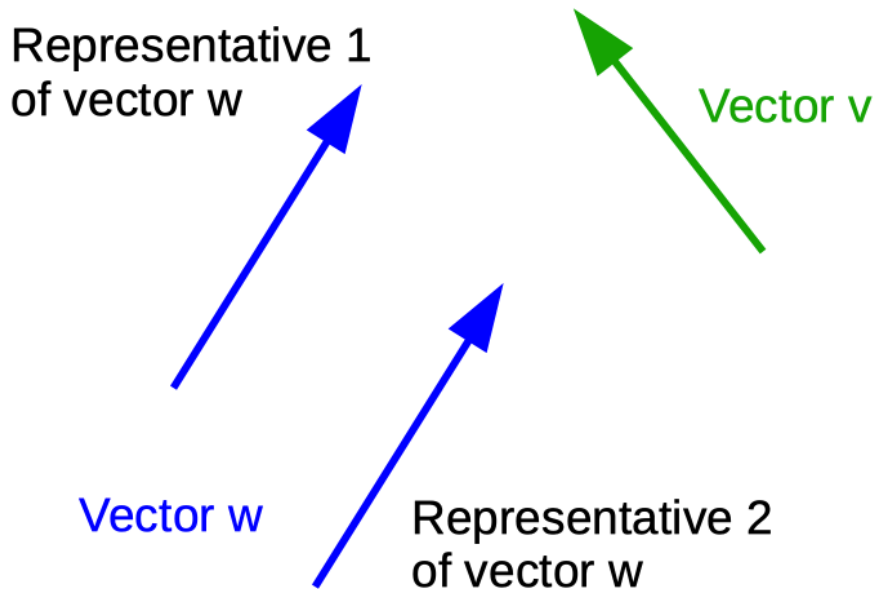 Representative 1
of vector w
Vector v
Vector w
Representative 2
of vector w